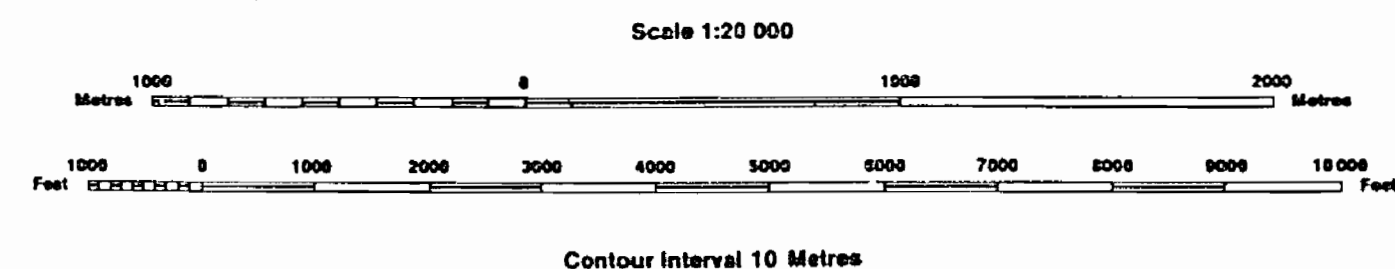 Scale 1:20 000
1000 0 1000 2000
Metres Metres
1000 0 1000 2000 3000 4000 5000 6000 7000 8000 9000 10 000
Feet Feet
Contour Interval 10 Metres